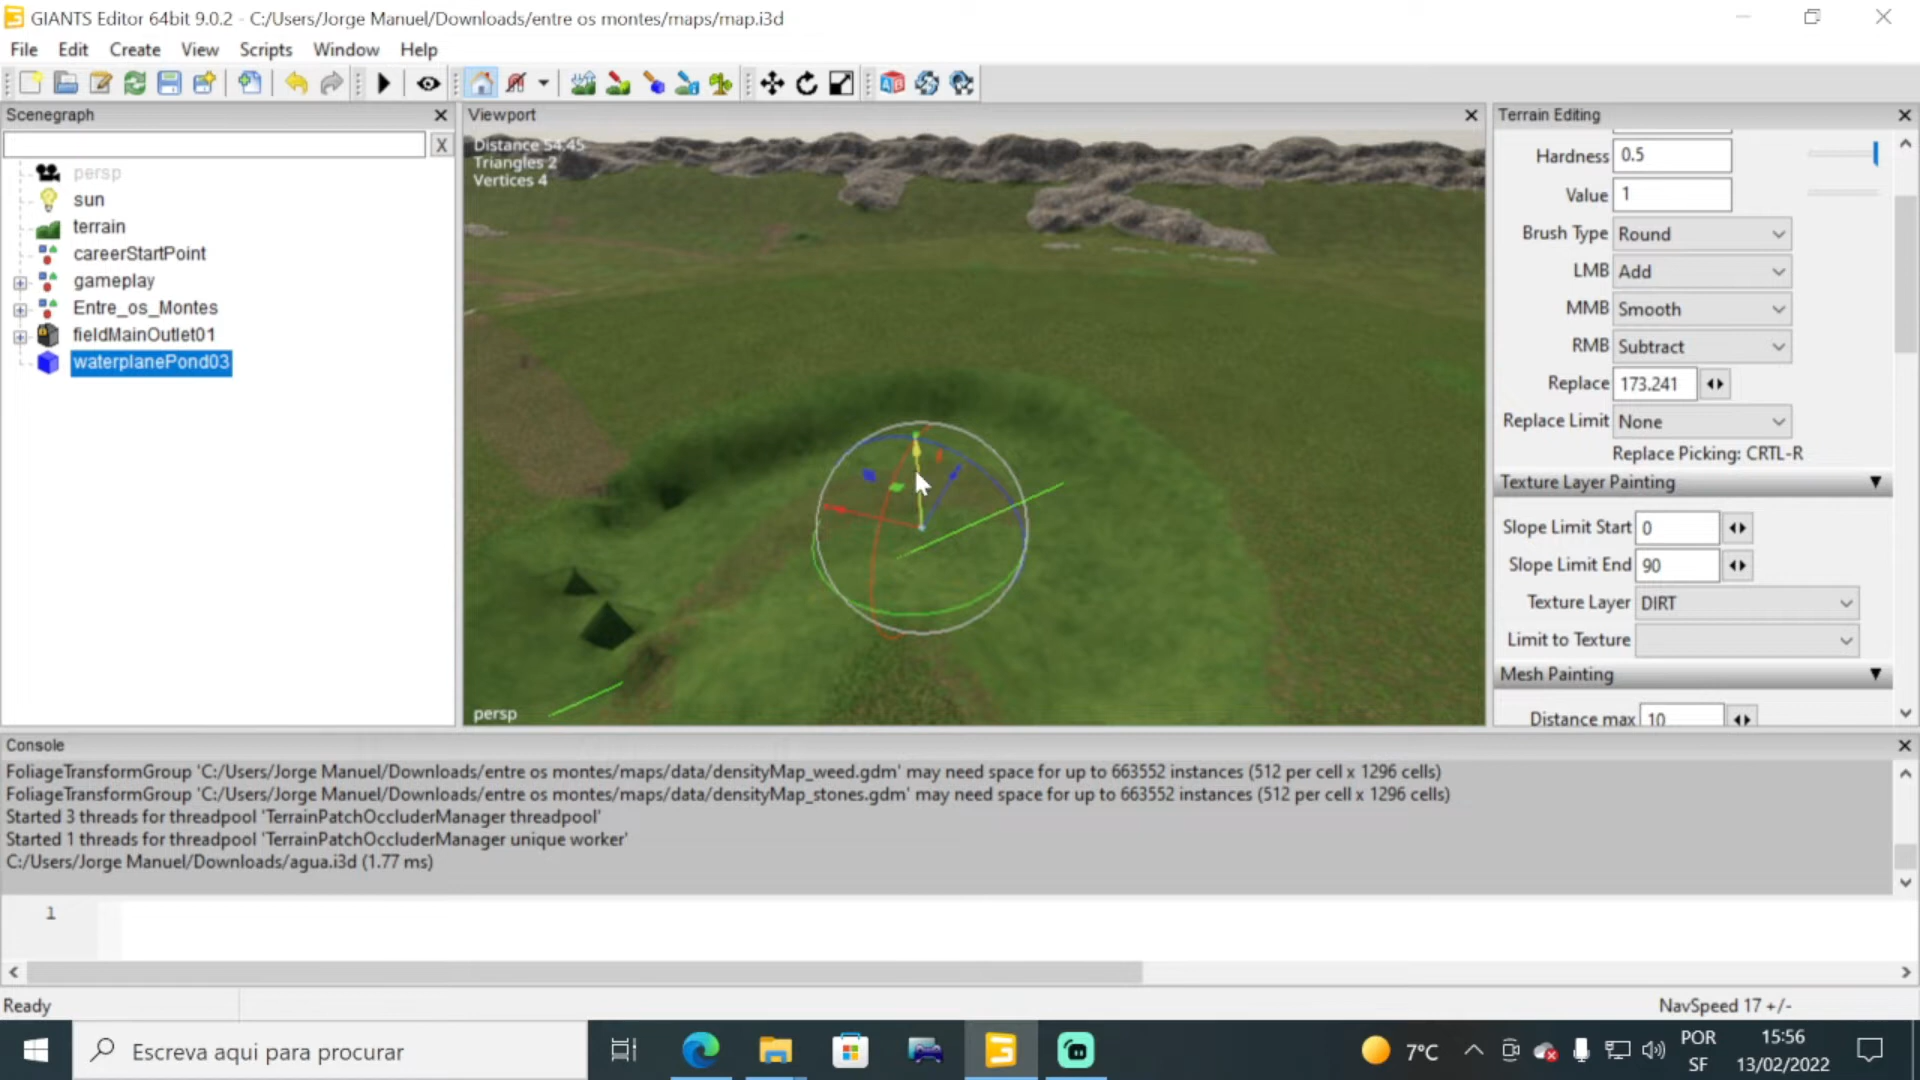 GIANTS Editor 64bit 9.0.2 - C:/Users/Jorge Manuel/Downloads/entre os montes/maps/map.i3d
File Edit Create View Scripts Window Help
Scenegraph
X
persp
sun
terrain
careerStartPoint
gameplay
Entre_os_Montes
fieldMainOutlet01
waterplanePond03
Viewport
Distance 54.45
Triangles 2
Vertices 4
persp
Terrain Editing
Hardness 0.5
Value 1
Brush Type Round
LMB Add
MMB Smooth
RMB Subtract
Replace 173.241
Replace Limit None
Replace Picking: CRTL-R
Texture Layer Painting
Slope Limit Start 0
Slope Limit End 90
Texture Layer DIRT
Limit to Texture
Mesh Painting
Distance max 10
Console
FoliageTransformGroup 'C:/Users/Jorge Manuel/Downloads/entre os montes/maps/data/densityMap_weed.gdm' may need space for up to 663552 instances (512 per cell x 1296 cells)
FoliageTransformGroup 'C:/Users/Jorge Manuel/Downloads/entre os montes/maps/data/densityMap_stones.gdm' may need space for up to 663552 instances (512 per cell x 1296 cells)
Started 3 threads for threadpool 'TerrainPatchOccluderManager threadpool'
Started 1 threads for threadpool 'TerrainPatchOccluderManager unique worker'
C:/Users/Jorge Manuel/Downloads/agua.i3d (1.77 ms)
1
Ready
NavSpeed 17 +/-
Escreva aqui para procurar
7°C
POR
SF
15:56
13/02/2022